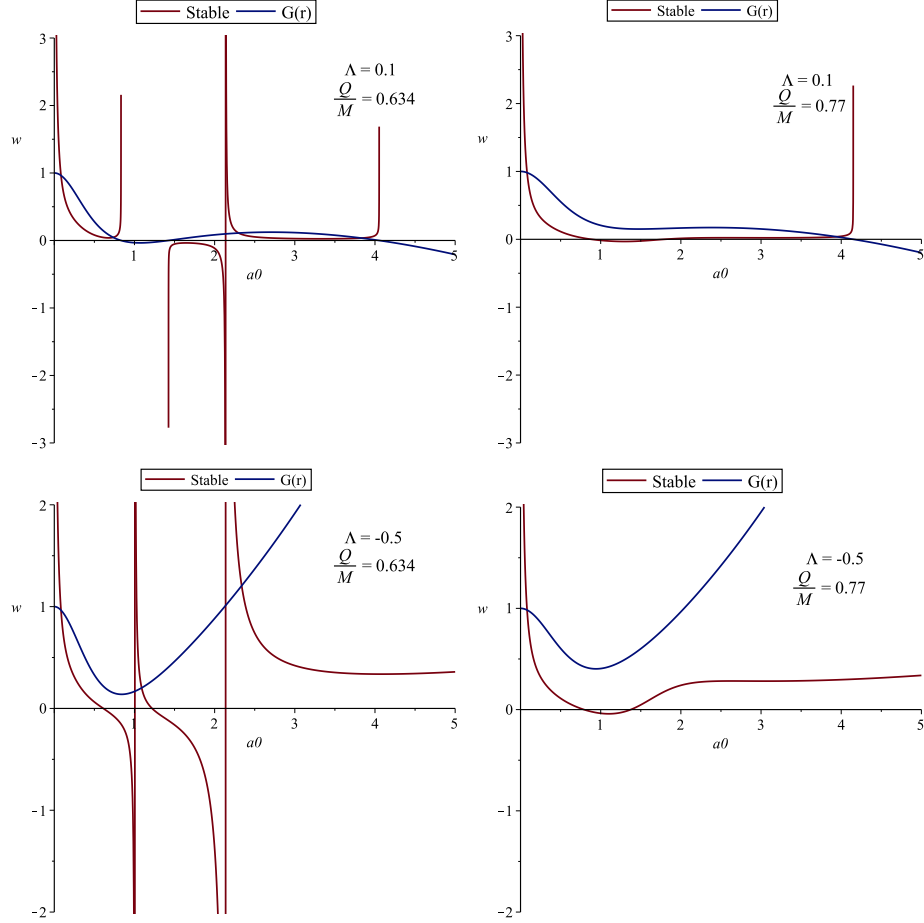 Stable G(r)
3
2
w
1
0
1 2 3 4 5
a0
−1
−2
−3
Λ = 0.1
Q
M = 0.634
Stable G(r)
3
2
w
1
0
1 2 3 4 5
a0
−1
−2
−3
Λ = 0.1
Q
M = 0.77
Stable G(r)
2
1
w
0
1 2 3 4 5
a0
−1
−2
Λ = -0.5
Q
M = 0.634
Stable G(r)
2
1
w
0
1 2 3 4 5
a0
−1
−2
Λ = -0.5
Q
M = 0.77